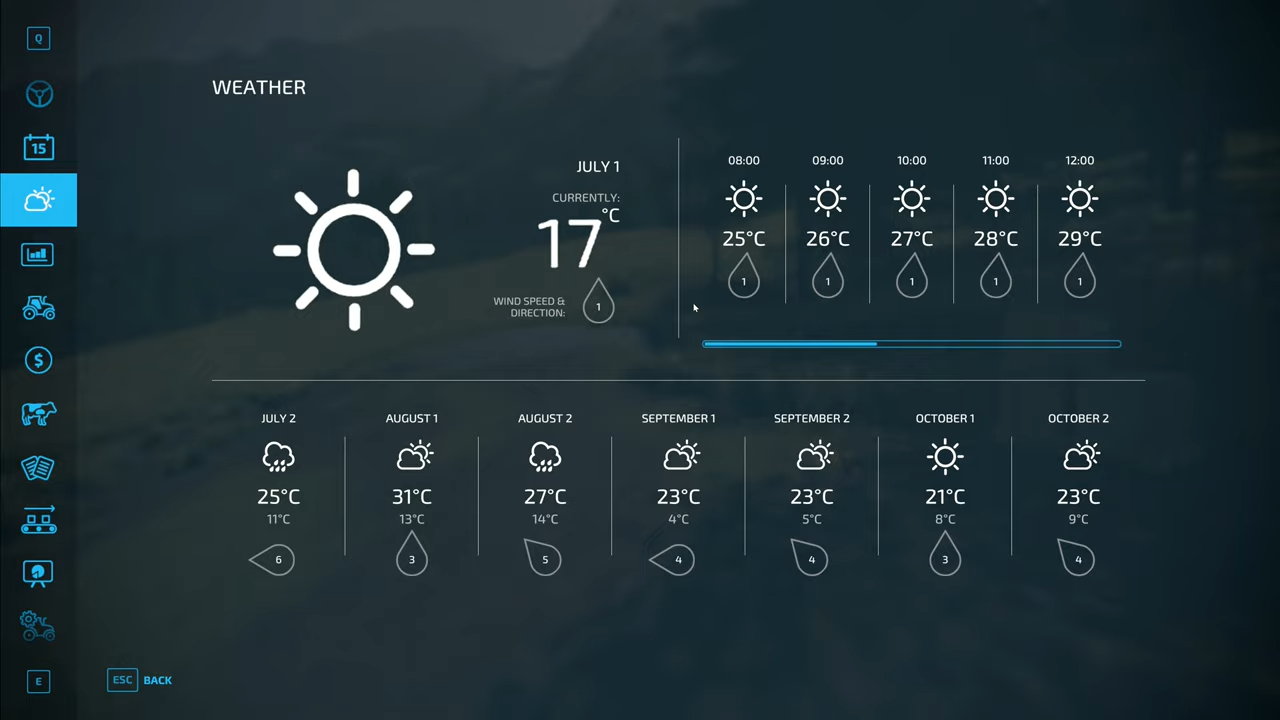 Q
15
WEATHER
JULY 1
CURRENTLY:
17°C
WIND SPEED &
DIRECTION:
1
08:00 09:00 10:00 11:00 12:00
25°C 26°C 27°C 28°C 29°C
1 1 1 1 1
$
JULY 2 AUGUST 1 AUGUST 2 SEPTEMBER 1 SEPTEMBER 2 OCTOBER 1 OCTOBER 2
25°C 31°C 27°C 23°C 23°C 21°C 23°C
11°C 13°C 14°C 4°C 5°C 8°C 9°C
6 3 5 4 4 3 4
E
ESC BACK